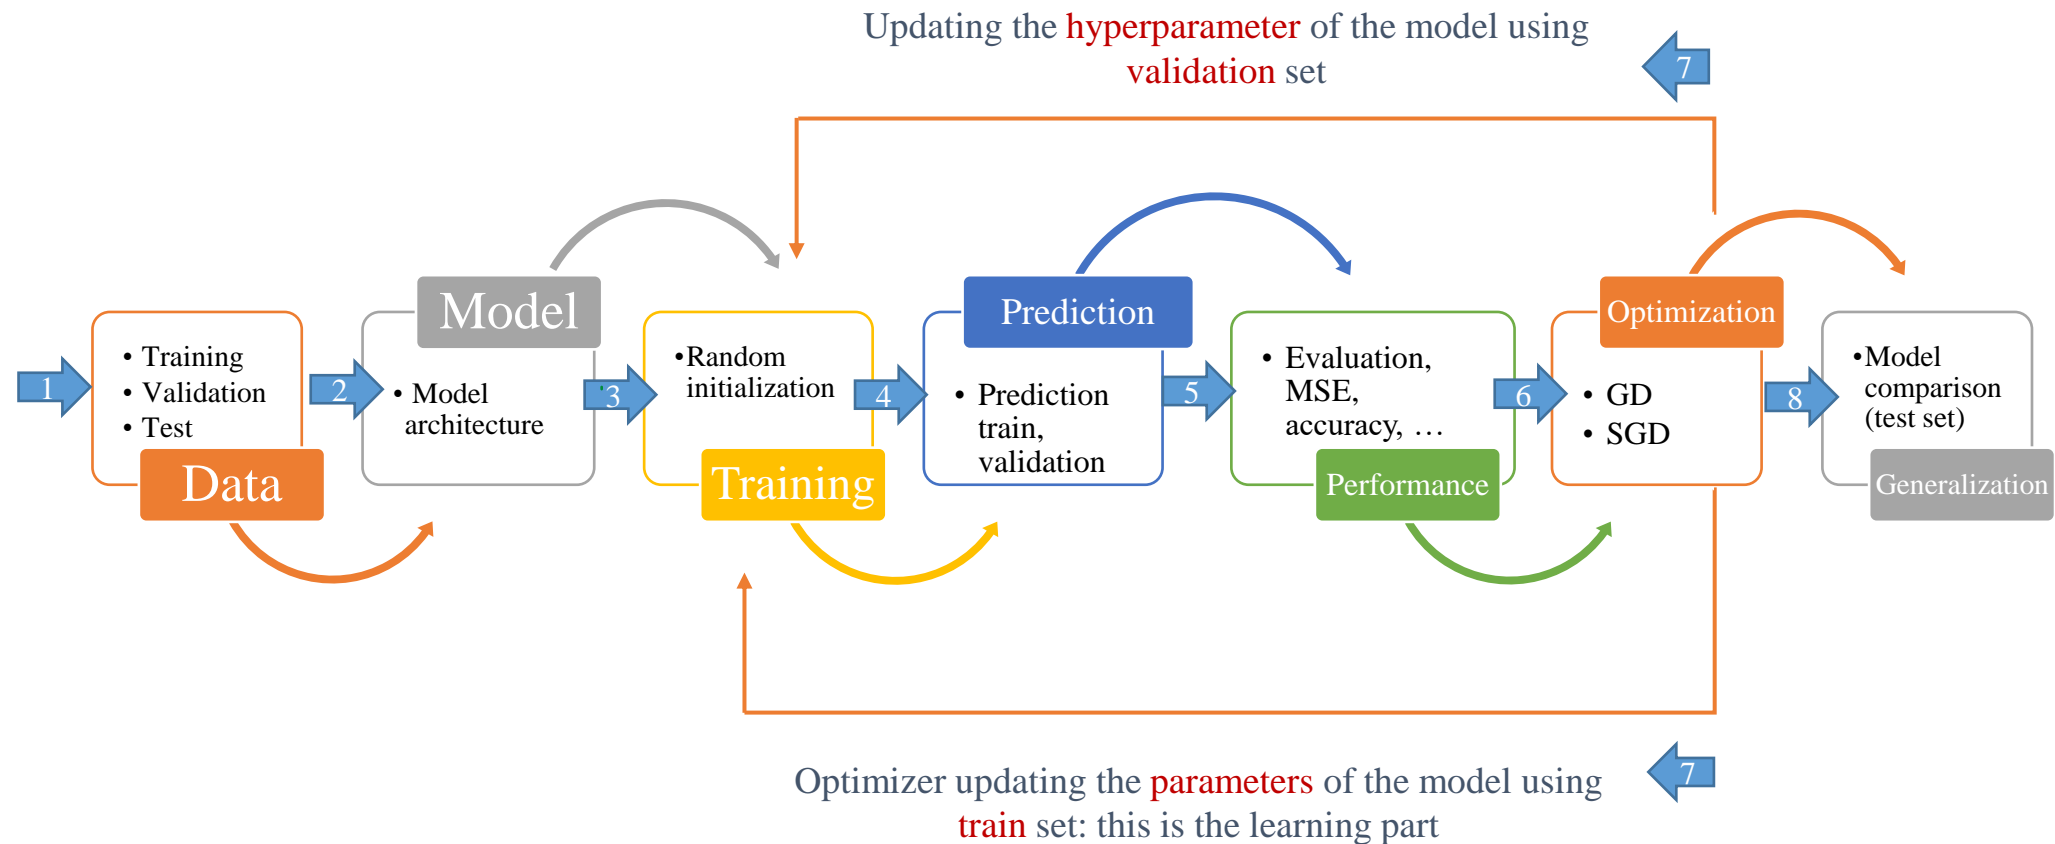 Updating the hyperparameter of the model using
validation set
7
1
• Training
• Validation
• Test
Data
2
Model
• Model
architecture
3
•Random
initialization
Training
4
Prediction
• Prediction
train,
validation
5
• Evaluation,
MSE,
accuracy, …
Performance
6
Optimization
• GD
• SGD
8
•Model
comparison
(test set)
Generalization
7
Optimizer updating the parameters of the model using
train set: this is the learning part